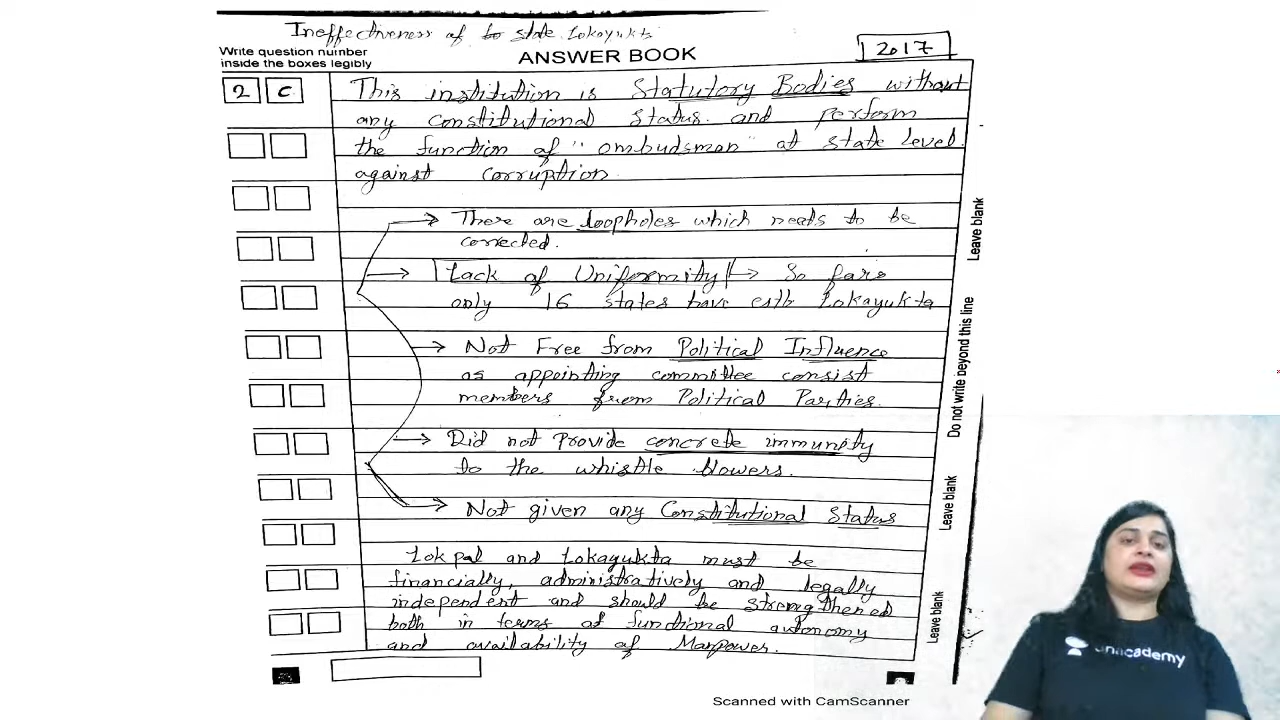 Ineffectiveness of to state Lokayukta
Write question number
inside the boxes legibly
ANSWER BOOK
2017
2 C
This institution is Statutory Bodies without
any constitutional status. and perform
the function of "ombudsman" at state level.
against corruption.
→ There are loopholes which needs to be
corrected.
→ Lack of Uniformity → So fare
only 16 states have estb Lokayukta
→ Not Free from Political Influence
as appointing committee consist
members from Political Parties.
→ Did not Provide concrete immunity
to the whistle blowers.
→ Not given any Constitutional Status
Lok pal and Lokayukta must be
financially, administratively and legally
independent and should be strengthened
both in terms of functional autonomy
and availability of Manpower.
Leave blank
Do not write beyond this line
Leave blank
Leave blank
Scanned with CamScanner
unacademy